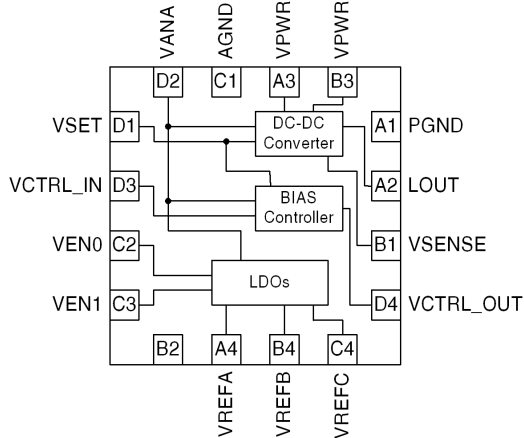 VANA
AGND
VPWR
VPWR
D2
C1
A3
B3
VSET
D1
DC-DC
Converter
A1
PGND
VCTRL_IN
D3
BIAS
Controller
A2
LOUT
VEN0
C2
B1
VSENSE
LDOs
VEN1
C3
D4
VCTRL_OUT
B2
A4
B4
C4
VREFA
VREFB
VREFC